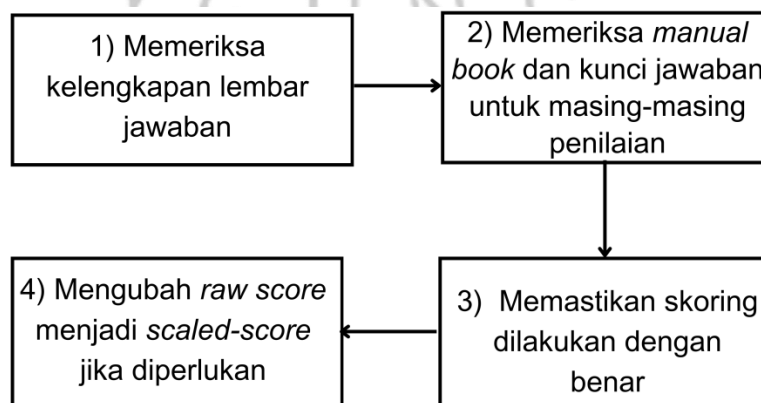 1) Memeriksa
kelengkapan lembar
jawaban
2) Memeriksa manual
book dan kunci jawaban
untuk masing-masing
penilaian
3) Memastikan skoring
dilakukan dengan
benar
4) Mengubah raw score
menjadi scaled-score
jika diperlukan